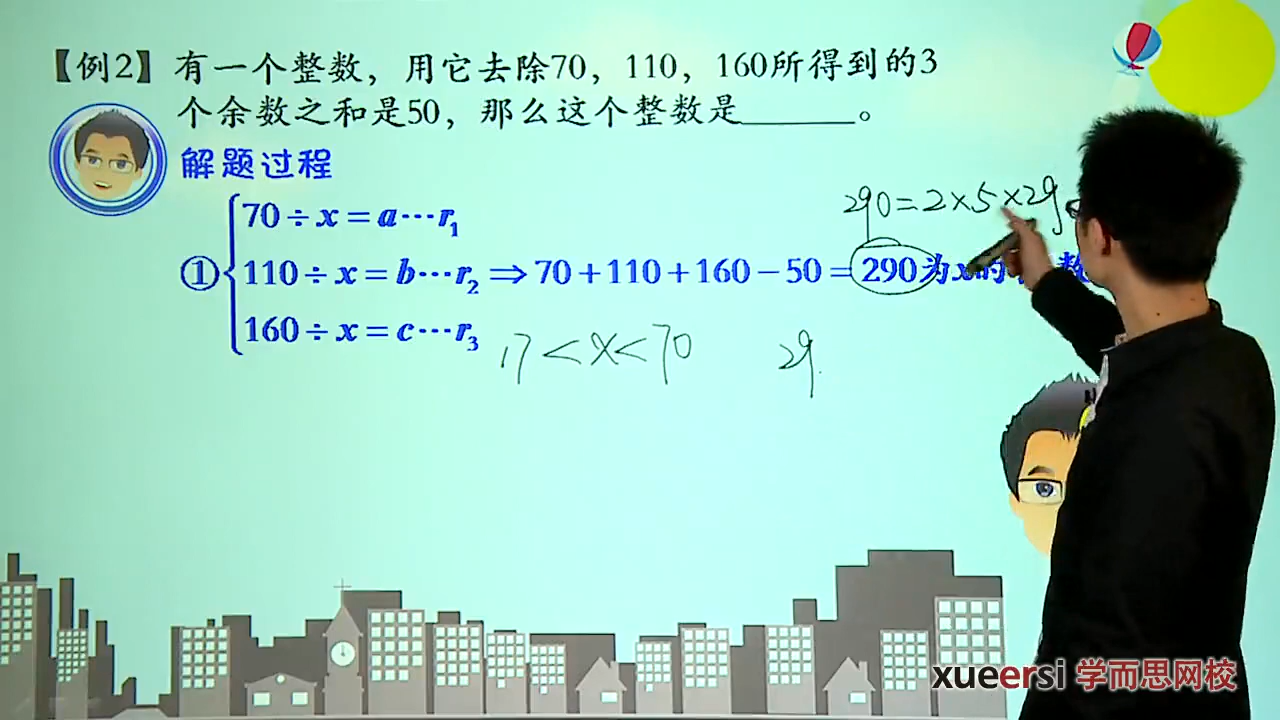 【例2】有一个整数，用它去除70，110，160所得到的3
个余数之和是50，那么这个整数是______。
解题过程
290=2×5×29
70÷x=a…r₁
① 110÷x=b…r₂⇒70+110+160−50=290为x的 数
160÷x=c…r₃
17<x<70 29
xueersi 学而思网校